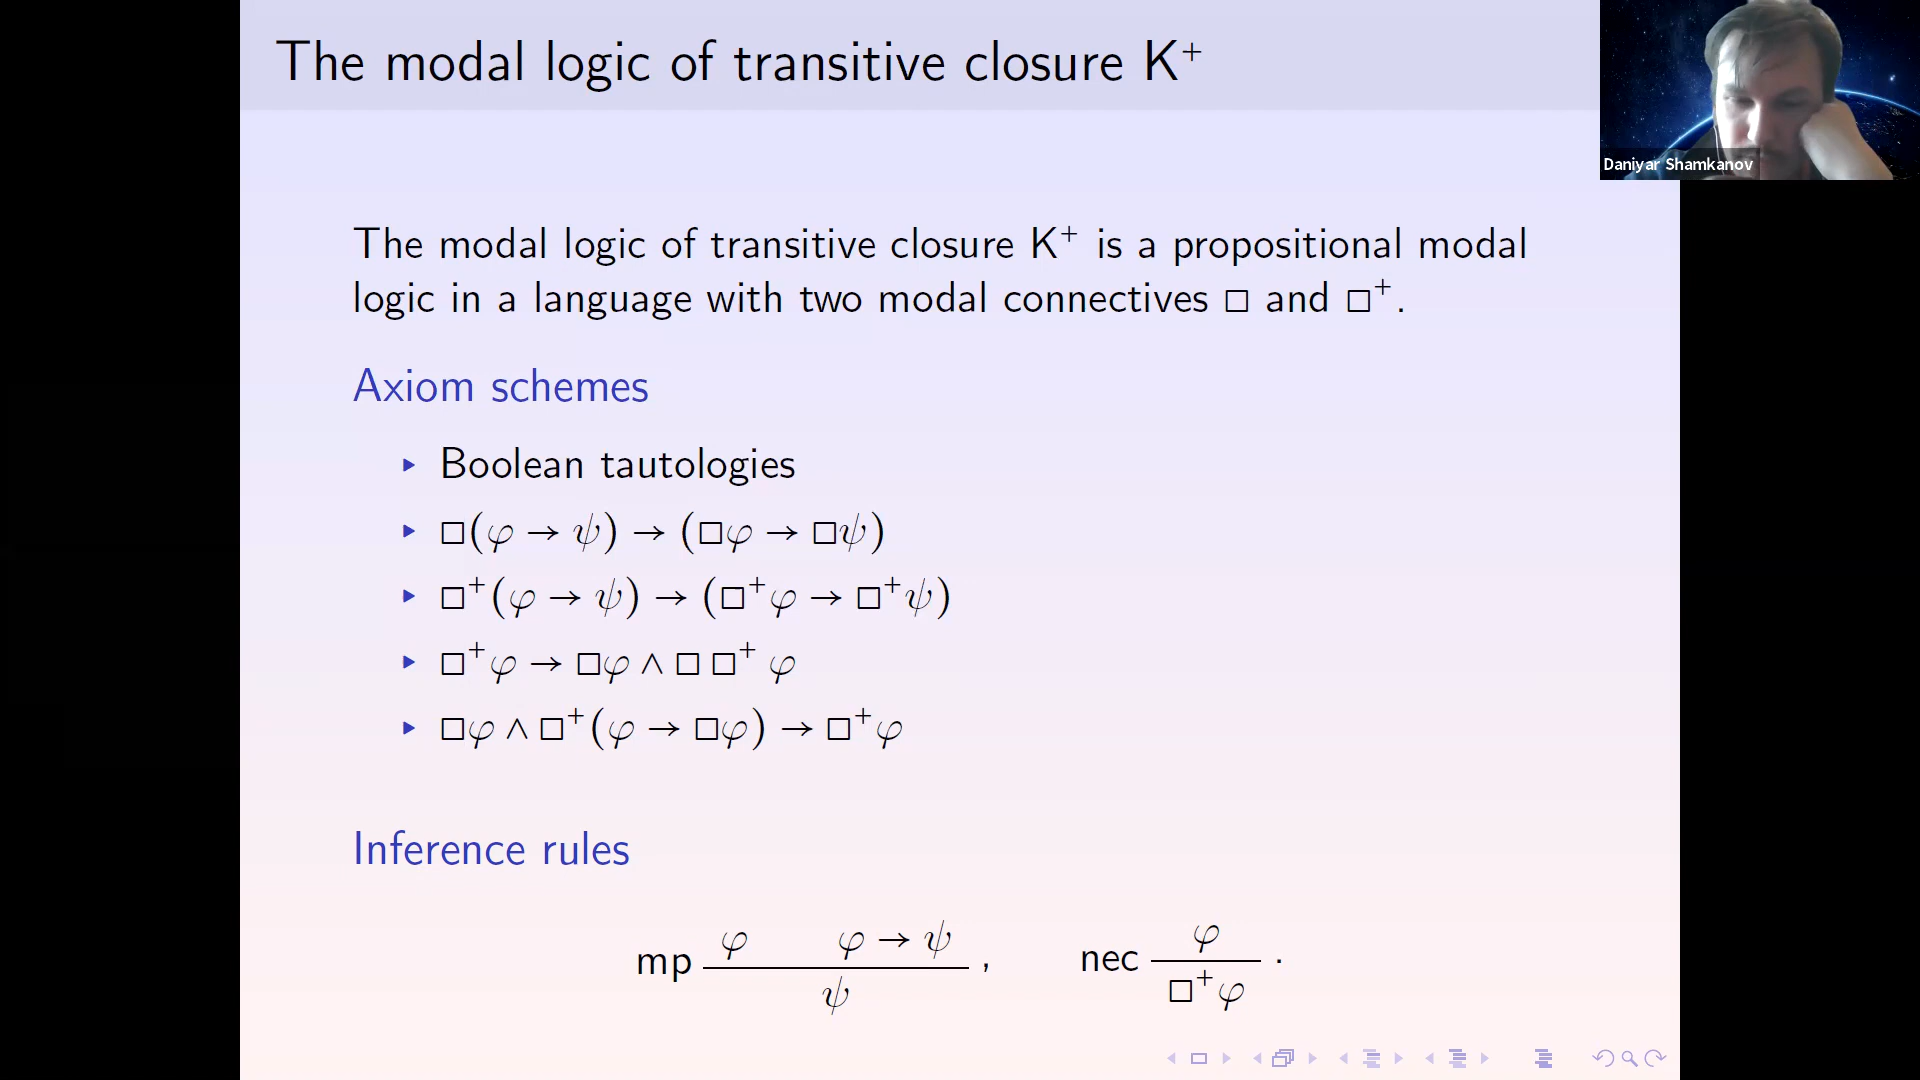 The modal logic of transitive closure K⁺
Daniyar Shamkanov
The modal logic of transitive closure K⁺ is a propositional modal
logic in a language with two modal connectives □ and □⁺.
Axiom schemes
▸ Boolean tautologies
▸ □(φ → ψ) → (□φ → □ψ)
▸ □⁺(φ → ψ) → (□⁺φ → □⁺ψ)
▸ □⁺φ → □φ ∧ □ □⁺ φ
▸ □φ ∧ □⁺(φ → □φ) → □⁺φ
Inference rules
mp φ φ → ψ / ψ , nec φ / □⁺φ .